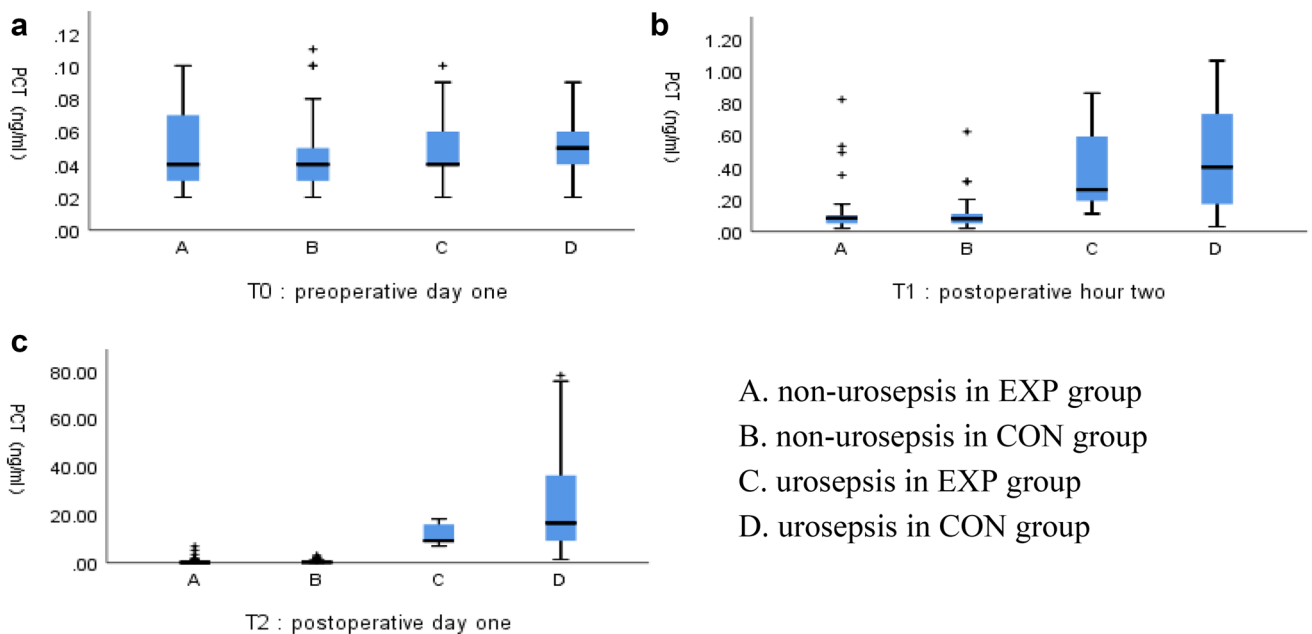 a
PCT (ng/ml)
.12
.10
.08
.06
.04
.02
.00
A B C D
T0 : preoperative day one
b
PCT (ng/ml)
1.20
1.00
.80
.60
.40
.20
.00
A B C D
T1 : postoperative hour two
c
PCT (ng/ml)
80.00
60.00
40.00
20.00
.00
A B C D
T2 : postoperative day one
A. non-urosepsis in EXP group
B. non-urosepsis in CON group
C. urosepsis in EXP group
D. urosepsis in CON group